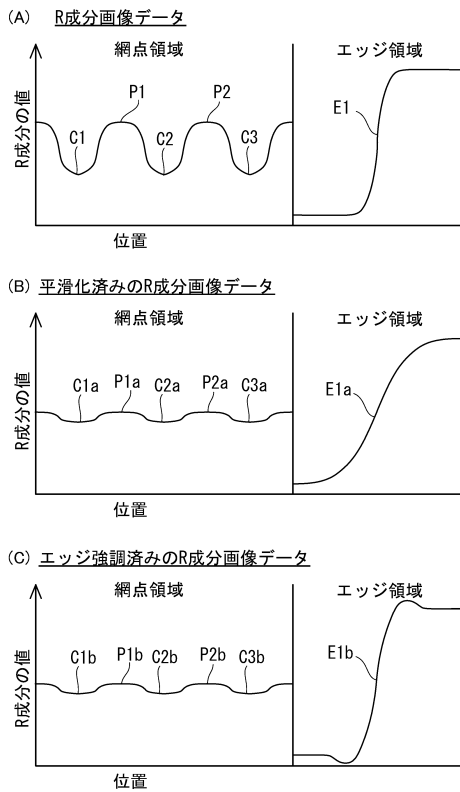 (A) R成分画像データ
網点領域 エッジ領域
P1 P2 E1
C1 C2 C3
R成分の値
位置
(B) 平滑化済みのR成分画像データ
網点領域 エッジ領域
C1a P1a C2a P2a C3a E1a
R成分の値
位置
(C) エッジ強調済みのR成分画像データ
網点領域 エッジ領域
C1b P1b C2b P2b C3b E1b
R成分の値
位置